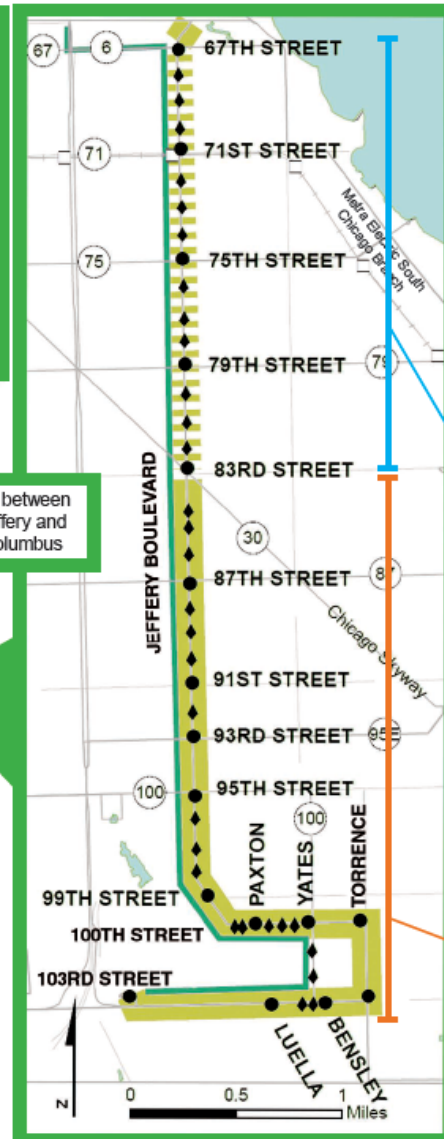 67
6
67TH STREET
71
71ST STREET
Metra Electric South
Chicago Branch
75
75TH STREET
79TH STREET
79
JEFFERY BOULEVARD
83RD STREET
between
ffery and
olumbus
30
87TH STREET
87
Chicago Skyway
91ST STREET
93RD STREET
95
100
95TH STREET
100
PAXTON
YATES
TORRENCE
99TH STREET
100TH STREET
103RD STREET
LUELLA
BENSLEY
N
0
0.5
1
Miles